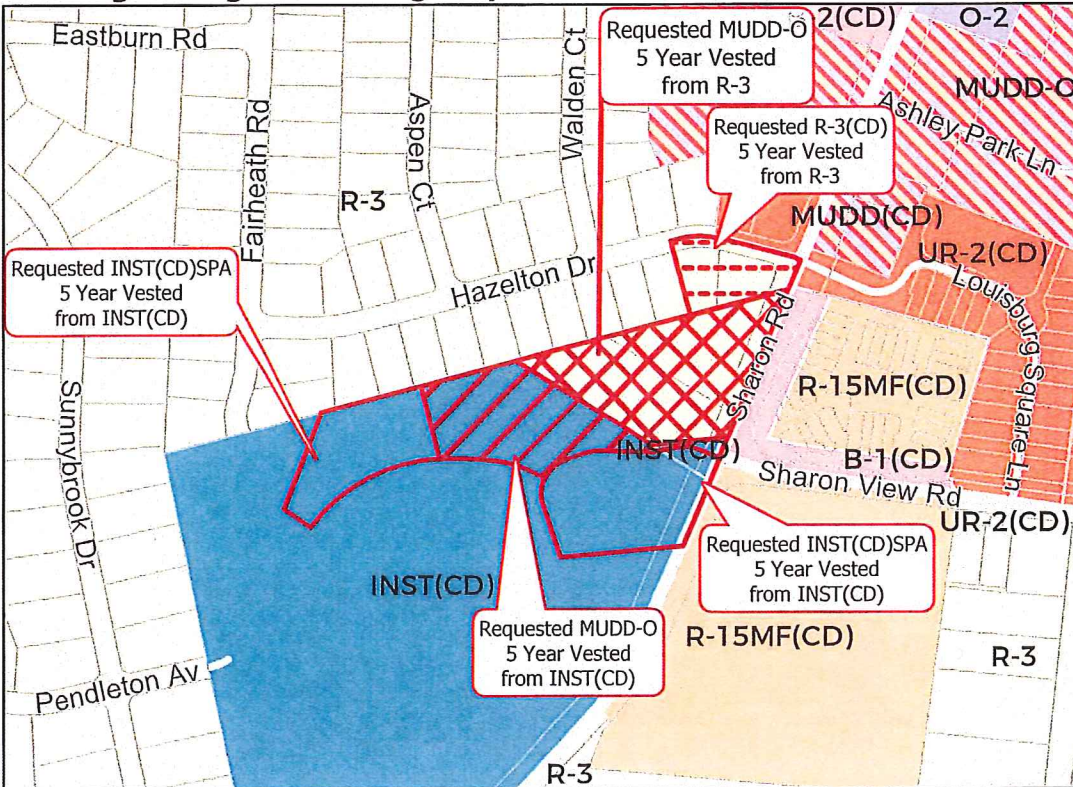 Eastburn Rd
Fairheath Rd
Aspen Ct
Walden Ct
Requested MUDD-O
5 Year Vested
from R-3
2(CD)
O-2
MUDD-O
Ashley Park Ln
Requested R-3(CD)
5 Year Vested
from R-3
R-3
MUDD(CD)
UR-2(CD)
Louisburg Square Ln
Requested INST(CD)SPA
5 Year Vested
from INST(CD)
Hazelton Dr
Sharon Rd
R-15MF(CD)
Sunnybrook Dr
INST(CD)
B-1(CD)
Sharon View Rd
UR-2(CD)
Requested INST(CD)SPA
5 Year Vested
from INST(CD)
INST(CD)
Requested MUDD-O
5 Year Vested
from INST(CD)
R-15MF(CD)
R-3
Pendleton Av
R-3